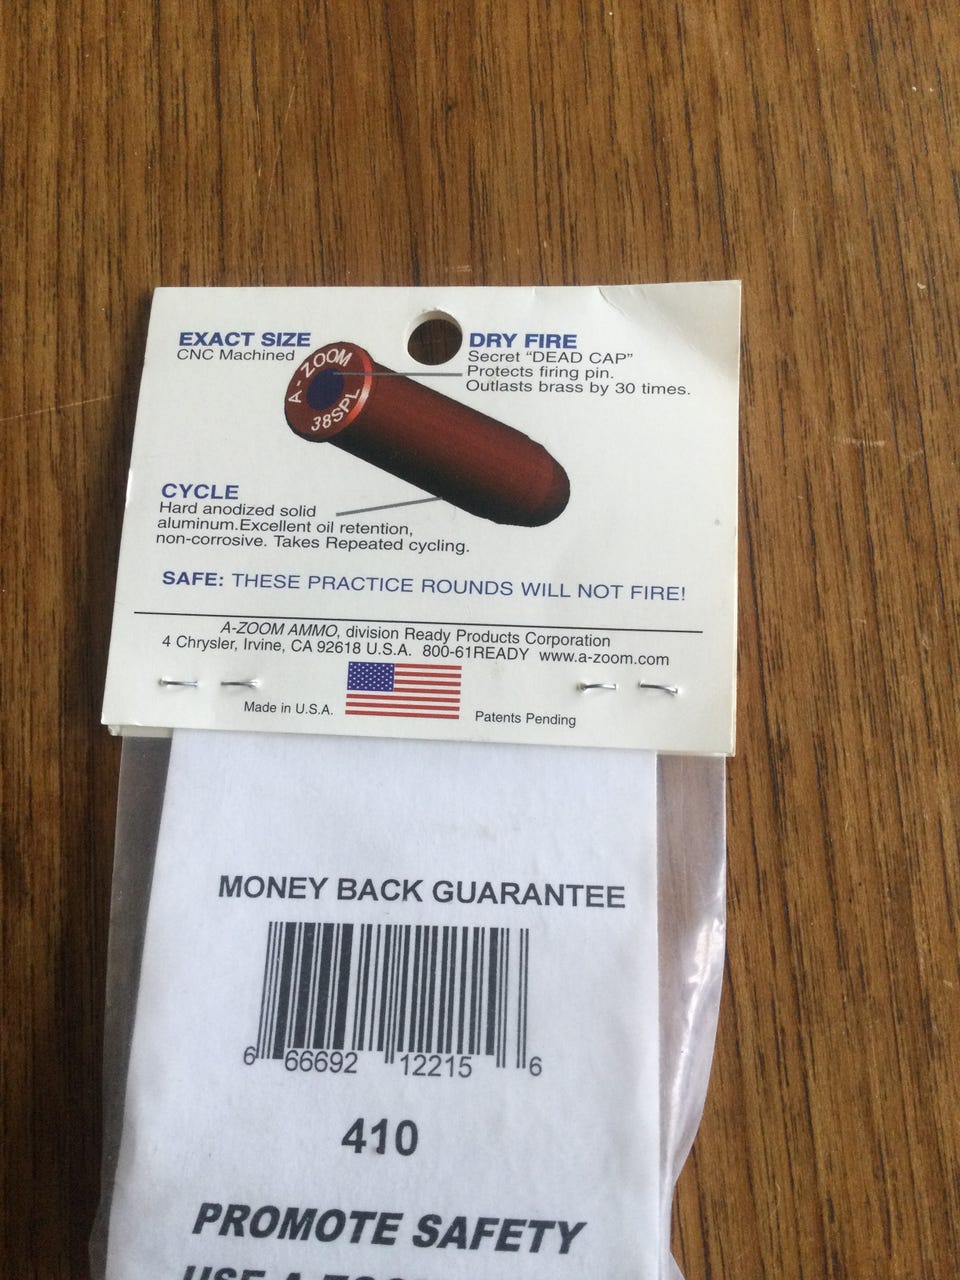 EXACT SIZE
CNC Machined
DRY FIRE
Secret “DEAD CAP”
Protects firing pin.
Outlasts brass by 30 times.
A-ZOOM
38SPL
CYCLE
Hard anodized solid
aluminum.Excellent oil retention,
non-corrosive. Takes Repeated cycling.
SAFE: THESE PRACTICE ROUNDS WILL NOT FIRE!
A-ZOOM AMMO, division Ready Products Corporation
4 Chrysler, Irvine, CA 92618 U.S.A. 800-61READY www.a-zoom.com
Made in U.S.A.
Patents Pending
MONEY BACK GUARANTEE
6 66692 12215 6
410
PROMOTE SAFETY
USE A